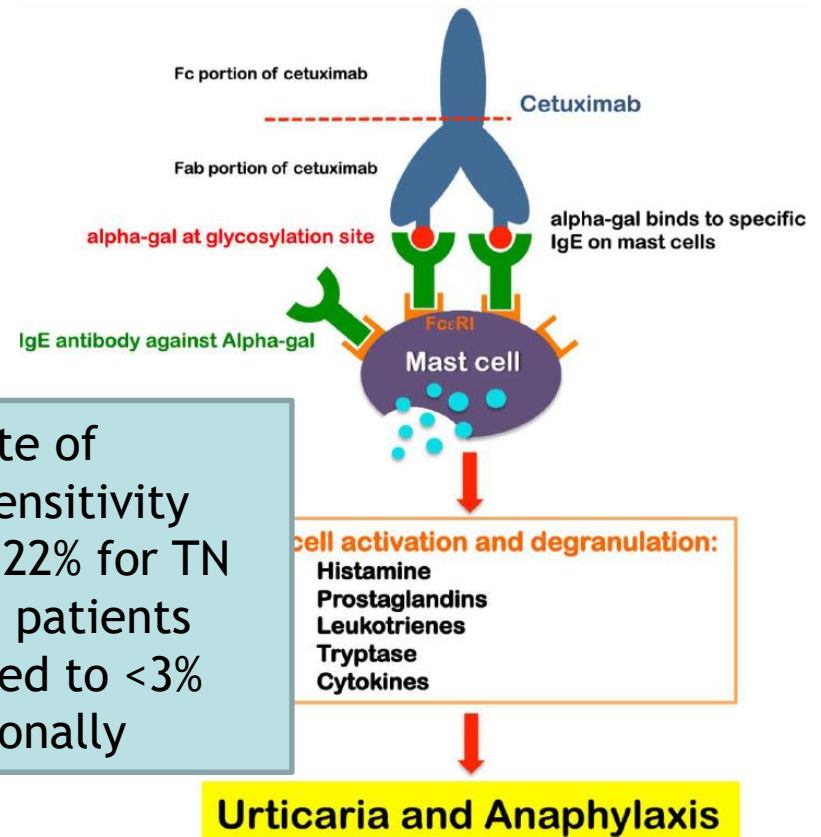 Fc portion of cetuximab
Cetuximab
Fab portion of cetuximab
alpha-gal at glycosylation site
alpha-gal binds to specific
IgE on mast cells
FcεRI
IgE antibody against Alpha-gal
Mast cell
te of
ensitivity
22% for TN
patients
ed to <3%
onally
cell activation and degranulation:
Histamine
Prostaglandins
Leukotrienes
Tryptase
Cytokines
Urticaria and Anaphylaxis